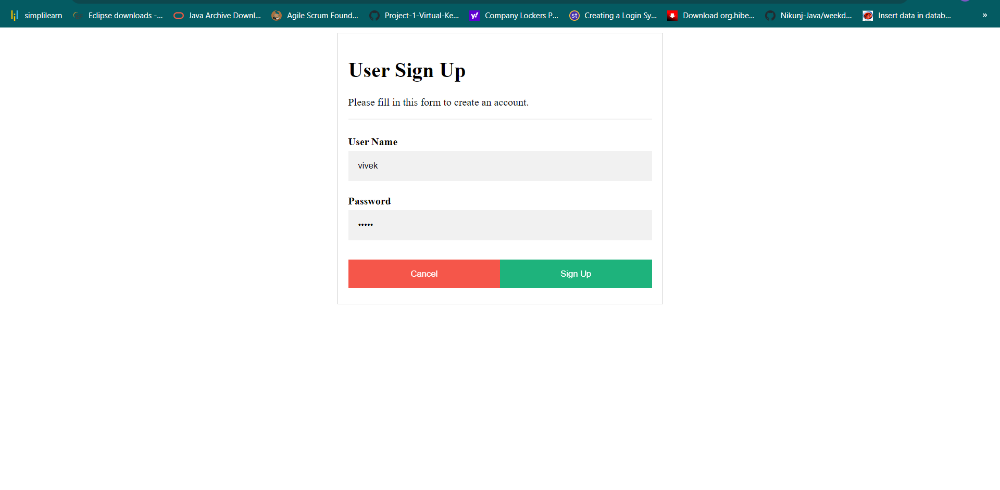 simplilearn Eclipse downloads -... Java Archive Downl... Agile Scrum Found... Project-1-Virtual-Ke... Company Lockers P... Creating a Login Sy... Download org.hibe... Nikunj-Java/weekd... Insert data in datab... »
User Sign Up
Please fill in this form to create an account.
User Name
vivek
Password
•••••
Cancel Sign Up